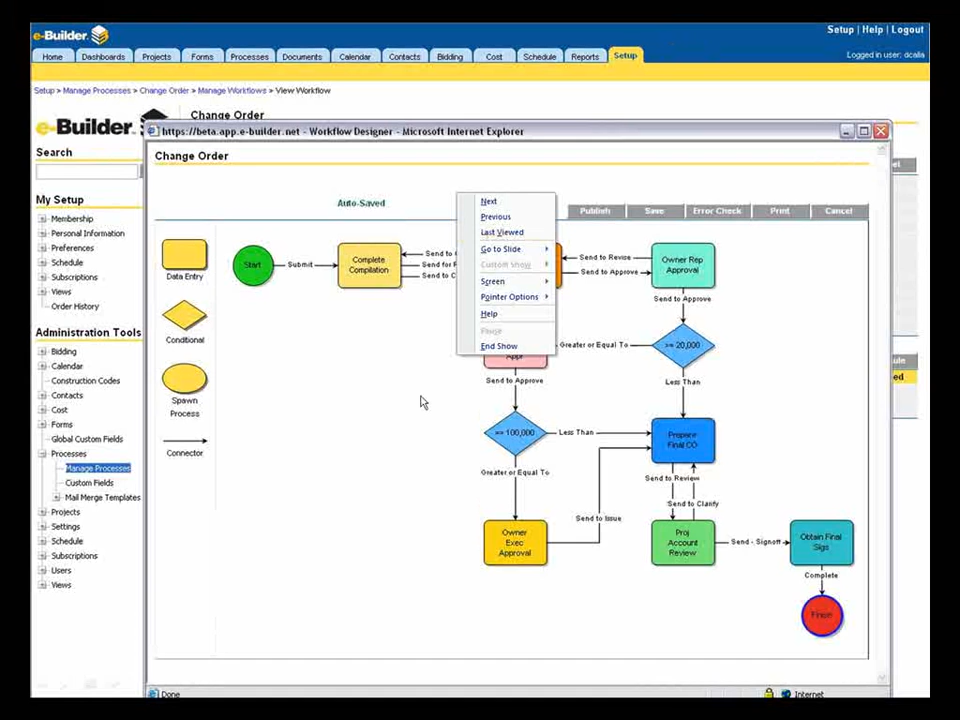 e-Builder
Setup | Help | Logout
Home Dashboards Projects Forms Processes Documents Calendar Contacts Bidding Cost Schedule Reports Setup
Logged in user: dcalia
Setup > Manage Processes > Change Order > Manage Workflows > View Workflow
Change Order
e-Builder
https://beta.app.e-builder.net - Workflow Designer - Microsoft Internet Explorer
Search
Change Order
My Setup
Membership
Personal Information
Preferences
Schedule
Subscriptions
Views
Order History
Administration Tools
Bidding
Calendar
Construction Codes
Contacts
Cost
Forms
Global Custom Fields
Processes
Manage Processes
Custom Fields
Mail Merge Templates
Projects
Settings
Schedule
Subscriptions
Users
Views
Auto-Saved
Publish Save Error Check Print Cancel
Next
Previous
Last Viewed
Go to Slide
Custom Show
Screen
Pointer Options
Help
Pause
End Show
Data Entry
Conditional
Spawn
Process
Connector
Start
Submit
Complete
Compilation
Send to
Send for
Send to
Send to Revise
Send to Approve
Owner Rep
Approval
Send to Approve
Greater or Equal To
>= 20,000
Appr
Send to Approve
Less Than
>= 100,000
Less Than
Prepare
Final CO
Greater or Equal To
Send to Review
Send to Clarify
Send to Issue
Owner
Exec
Approval
Proj
Account
Review
Send - Signoff
Obtain Final
Sigs
Complete
Finish
Done
Internet